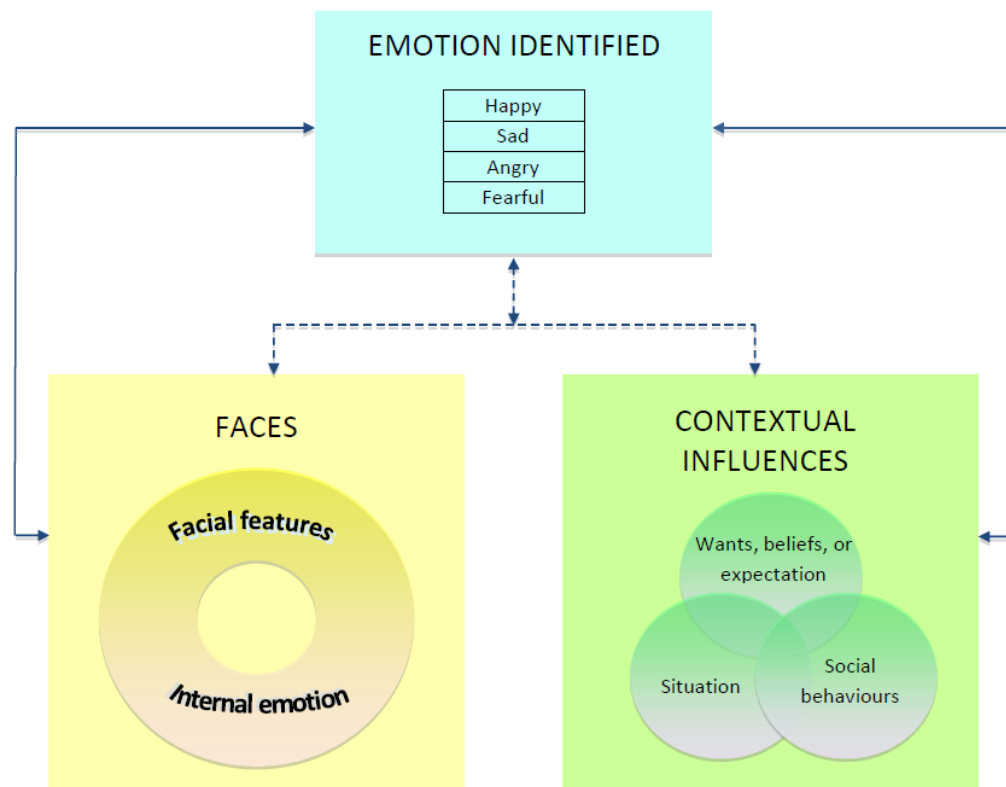 EMOTION IDENTIFIED
Happy
Sad
Angry
Fearful
FACES
Facial features
Internal emotion
CONTEXTUAL
INFLUENCES
Wants, beliefs, or
expectation
Situation
Social
behaviours